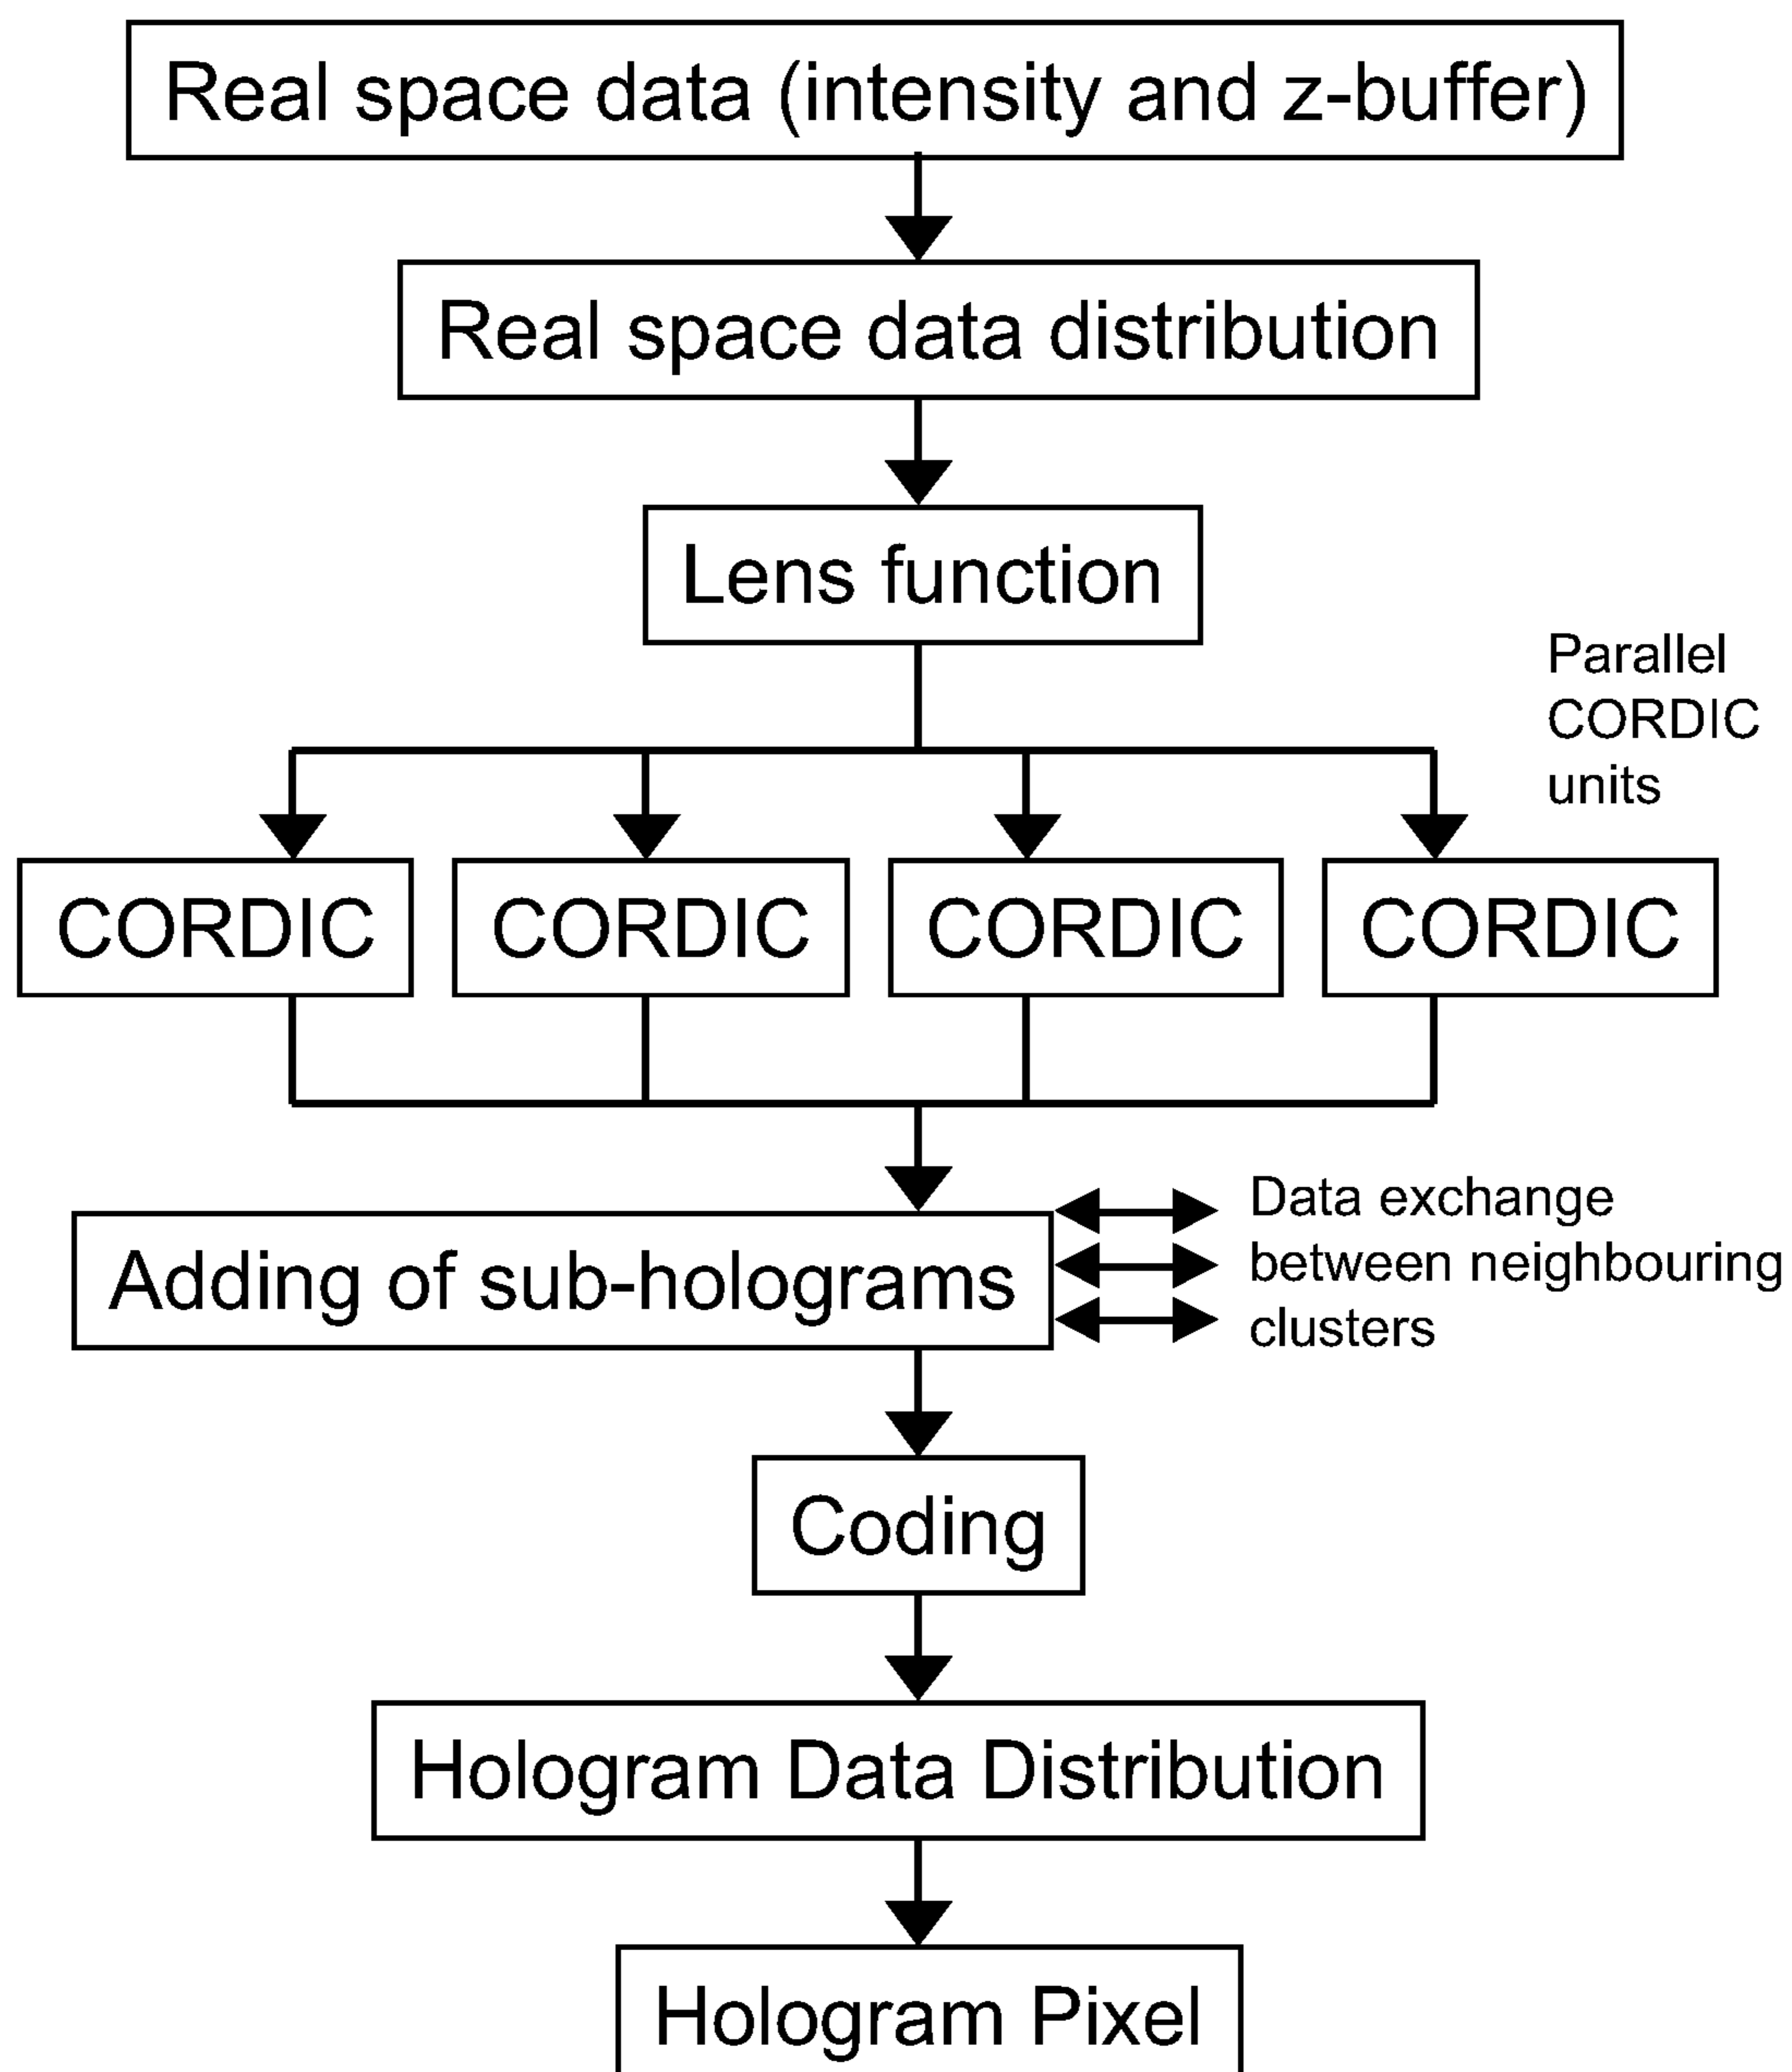 Real space data (intensity and z-buffer)
Real space data distribution
Lens function
Parallel
CORDIC
units
CORDIC CORDIC CORDIC CORDIC
Adding of sub-holograms
Data exchange
between neighbouring
clusters
Coding
Hologram Data Distribution
Hologram Pixel